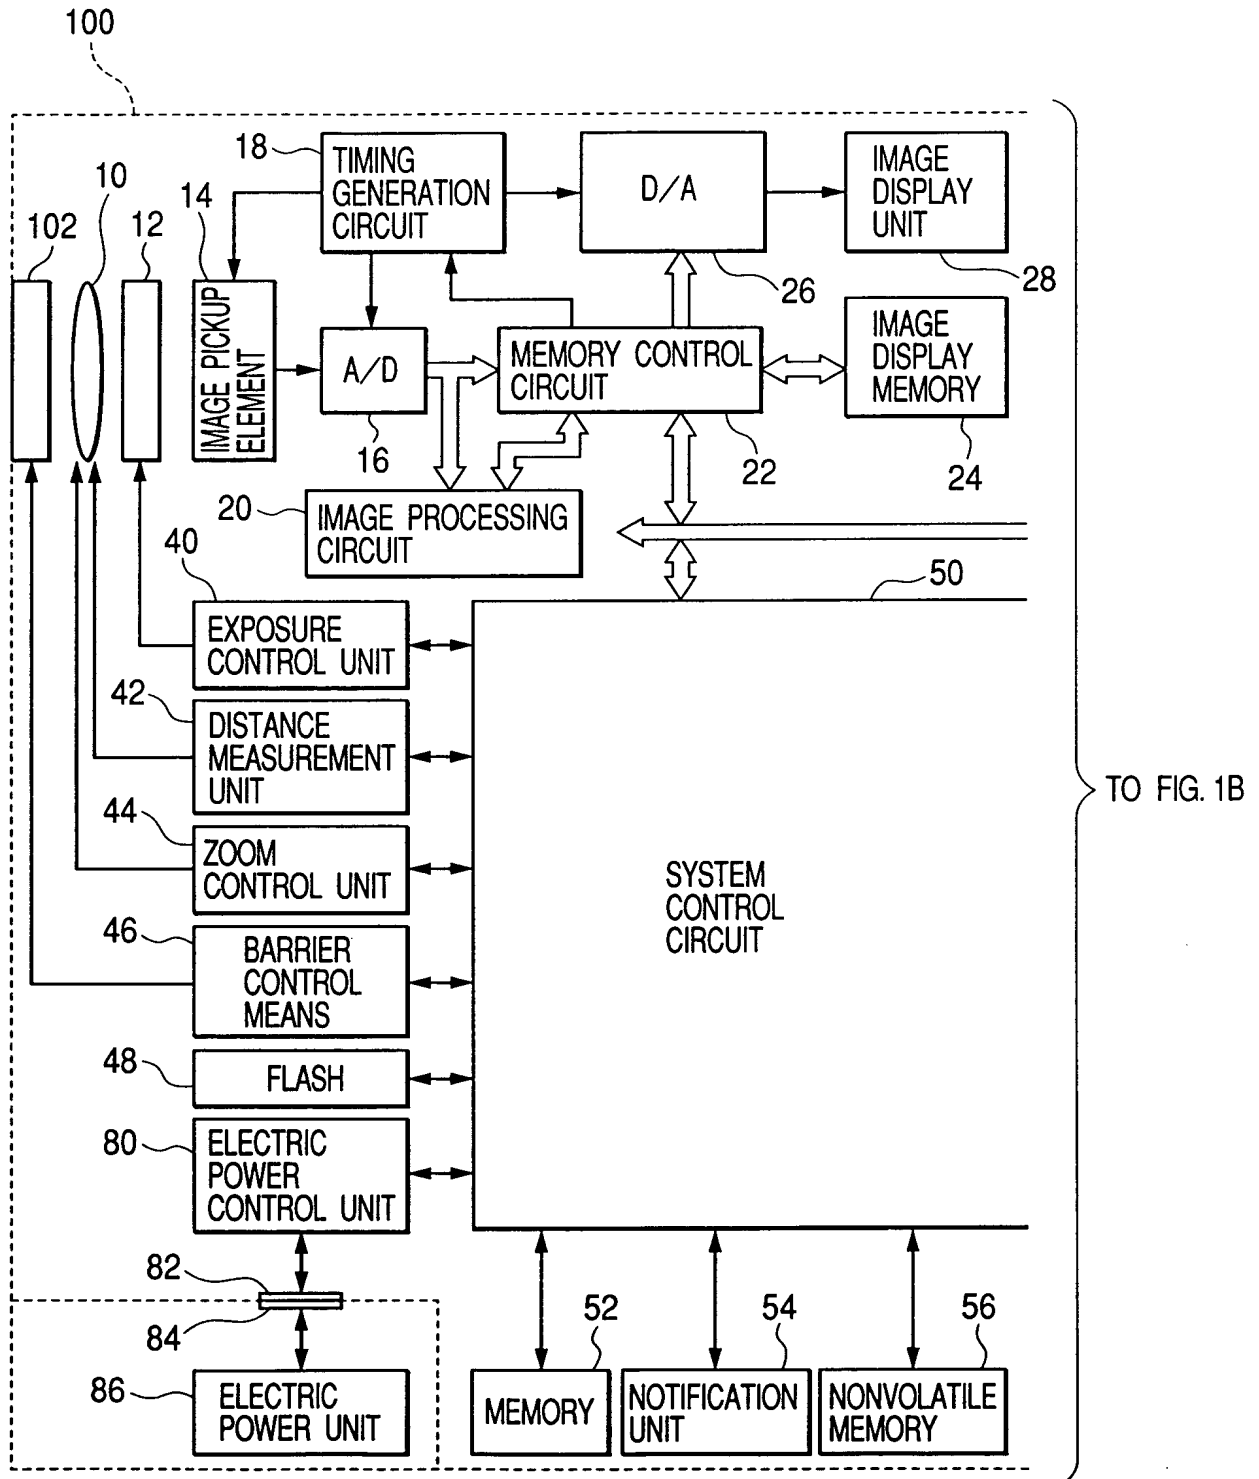 100
18
TIMING
GENERATION
CIRCUIT
D/A
IMAGE
DISPLAY
UNIT
10
14
102
12
26
28
IMAGE PICKUP
ELEMENT
A/D
MEMORY CONTROL
CIRCUIT
IMAGE
DISPLAY
MEMORY
16
22
24
20
IMAGE PROCESSING
CIRCUIT
40
50
EXPOSURE
CONTROL UNIT
42
DISTANCE
MEASUREMENT
UNIT
TO FIG. 1B
44
ZOOM
CONTROL UNIT
SYSTEM
CONTROL
CIRCUIT
46
BARRIER
CONTROL
MEANS
48
FLASH
80
ELECTRIC
POWER
CONTROL UNIT
82
84
52
54
56
86
ELECTRIC
POWER UNIT
MEMORY
NOTIFICATION
UNIT
NONVOLATILE
MEMORY